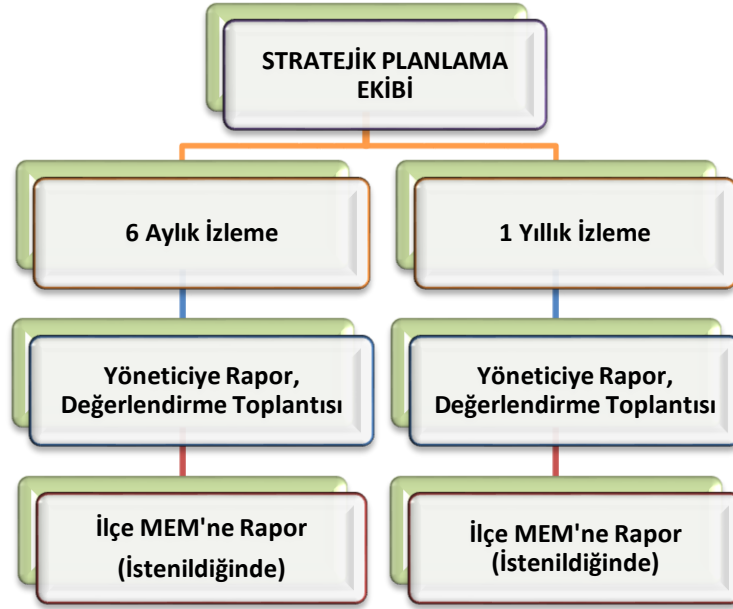 STRATEJİK PLANLAMA
EKİBİ
6 Aylık İzleme
1 Yıllık İzleme
Yöneticiye Rapor,
Değerlendirme Toplantısı
Yöneticiye Rapor,
Değerlendirme Toplantısı
İlçe MEM'ne Rapor
(İstenildiğinde)
İlçe MEM'ne Rapor
(İstenildiğinde)